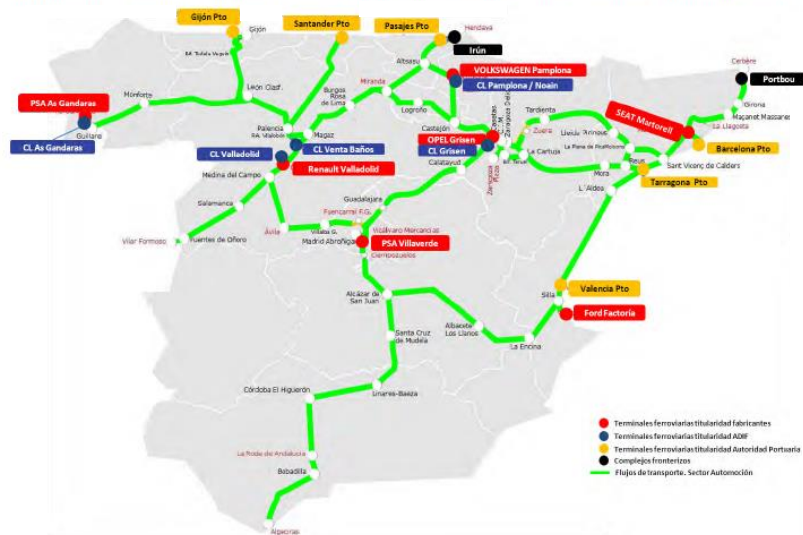 Gijón Pto
Santander Pto
Pasajes Pto
Hendaya
Gijón
Irún
Cerbère
Altsasu
VOLKSWAGEN Pamplona
Portbou
Miranda
CL Pamplona / Noain
PSA As Gandaras
Monforte
León Clasf.
Burgos
Rosa
de Lima
Girona
Logroño
SEAT Martorell
Maçanet Massanes
Tardienta
Guillarei
Palencia
Castejón
Zuera
La Llagosta
CL As Gandaras
Magaz
OPEL Grisen
Lleida Pirineus
CL Valladolid
CL Venta Baños
CL Grisen
La Plana de Picamoixons
Barcelona Pto
Renault Valladolid
Calatayud
Zaragoza
Plaza
La Cartuja
Reus
Sant Vicenç de Calders
Medina del Campo
Mora
Tarragona Pto
Salamanca
Guadalajara
L´Aldea
Fuencarral F.G.
Vilar Formoso
Fuentes de Oñoro
Ávila
Vicálvaro Mercancías
Madrid Abroñigal
PSA Villaverde
Ciempozuelos
Valencia Pto
Alcázar de
San Juan
Silla
Ford Factoría
Albacete
Los Llanos
Santa Cruz
de Mudela
La Encina
Linares-Baeza
Córdoba El Higuerón
La Roda de Andalucía
Bobadilla
Algeciras
Terminales ferroviarias titularidad fabricantes
Terminales ferroviarias titularidad ADIF
Terminales ferroviarias titularidad Autoridad Portuaria
Complejos fronterizos
Flujos de transporte. Sector Automoción